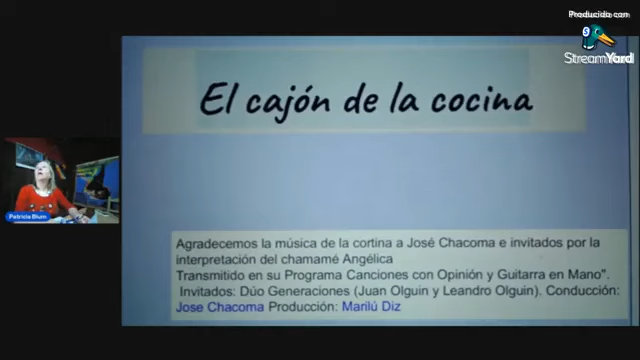 Producido con
StreamYard
El cajón de la cocina
Agradecemos la música de la cortina a José Chacoma e invitados por la
interpretación del chamamé Angélica
Transmitido en su Programa Canciones con Opinión y Guitarra en Mano".
Invitados: Dúo Generaciones (Juan Olguin y Leandro Olguin). Conducción:
Jose Chacoma Producción: Marilú Diz
Patricia Blum